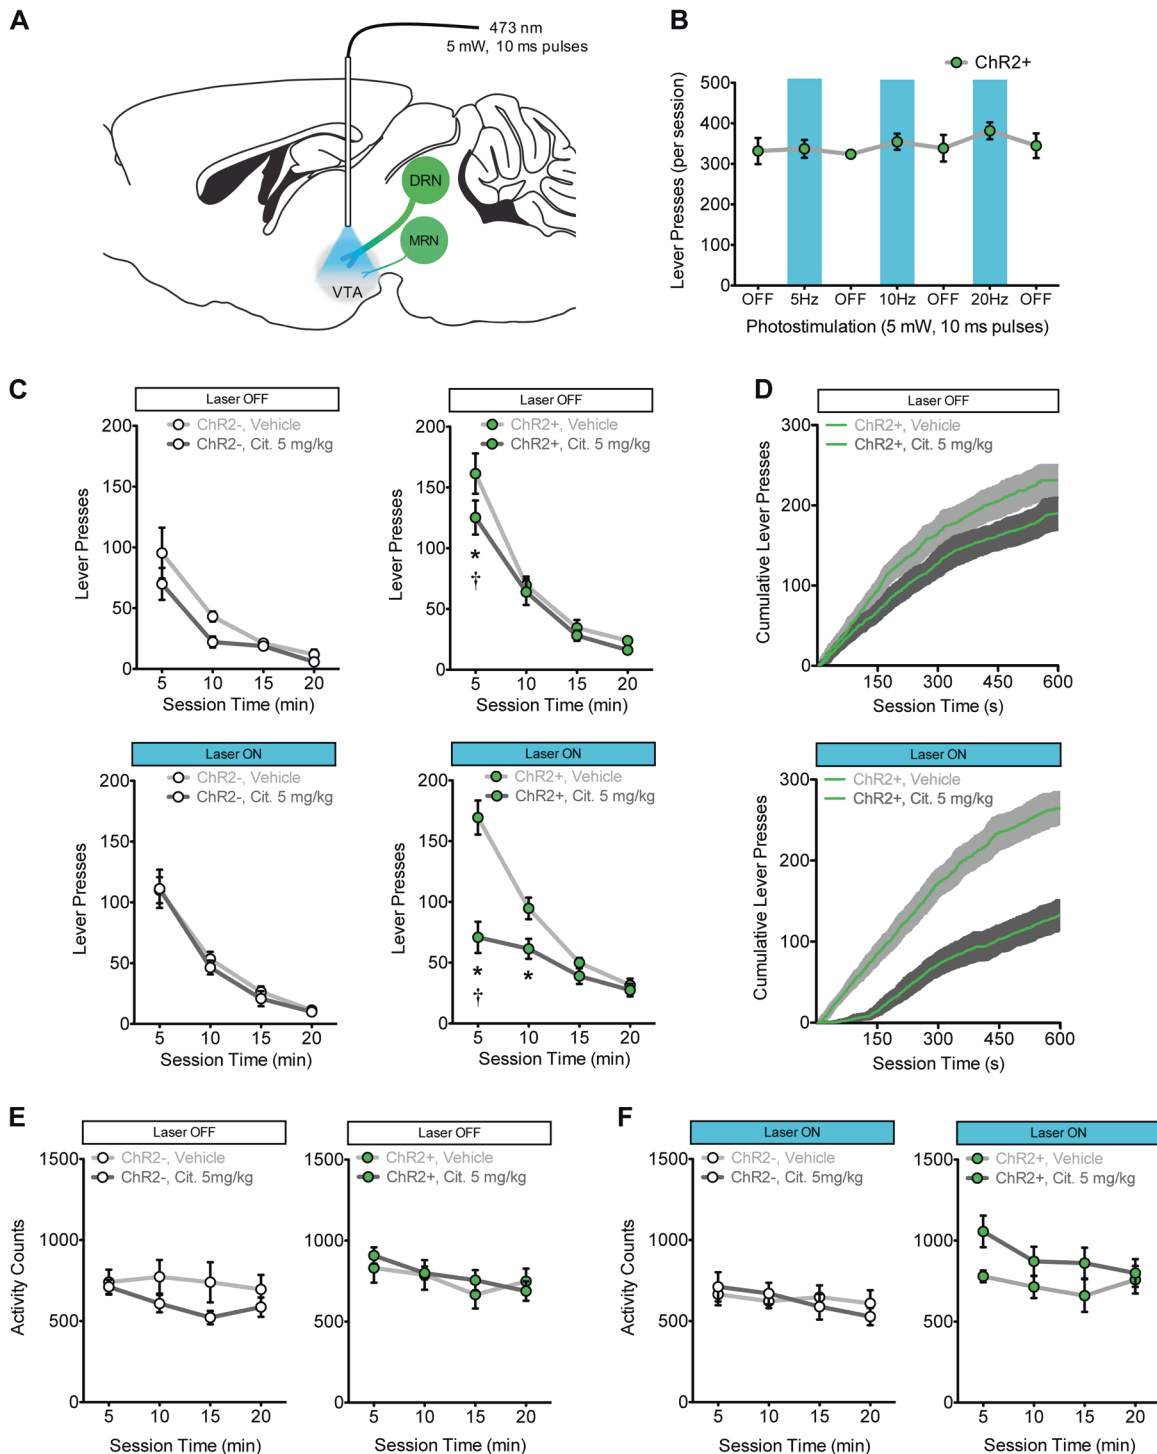 A
473 nm
5 mW, 10 ms pulses
DRN
MRN
VTA
B
ChR2+
Lever Presses (per session)
500
400
300
200
100
0
OFF 5Hz OFF 10Hz OFF 20Hz OFF
Photostimulation (5 mW, 10 ms pulses)
C
Laser OFF
ChR2-, Vehicle
ChR2-, Cit. 5 mg/kg
Lever Presses
200
150
100
50
0
5 10 15 20
Session Time (min)
Laser OFF
ChR2+, Vehicle
ChR2+, Cit. 5 mg/kg
Lever Presses
200
150
100
50
0
*
†
5 10 15 20
Session Time (min)
Laser ON
ChR2-, Vehicle
ChR2-, Cit. 5 mg/kg
Lever Presses
200
150
100
50
0
5 10 15 20
Session Time (min)
Laser ON
ChR2+, Vehicle
ChR2+, Cit. 5 mg/kg
Lever Presses
200
150
100
50
0
* *
†
5 10 15 20
Session Time (min)
D
Laser OFF
ChR2+, Vehicle
ChR2+, Cit. 5 mg/kg
Cumulative Lever Presses
300
200
100
0
150 300 450 600
Session Time (s)
Laser ON
ChR2+, Vehicle
ChR2+, Cit. 5 mg/kg
Cumulative Lever Presses
300
200
100
0
150 300 450 600
Session Time (s)
E
Laser OFF
ChR2-, Vehicle
ChR2-, Cit. 5mg/kg
Activity Counts
1500
1000
500
0
5 10 15 20
Session Time (min)
Laser OFF
ChR2+, Vehicle
ChR2+, Cit. 5 mg/kg
1500
1000
500
0
5 10 15 20
Session Time (min)
F
Laser ON
ChR2-, Vehicle
ChR2-, Cit. 5mg/kg
Activity Counts
1500
1000
500
0
5 10 15 20
Session Time (min)
Laser ON
ChR2+, Vehicle
ChR2+, Cit. 5 mg/kg
1500
1000
500
0
5 10 15 20
Session Time (min)